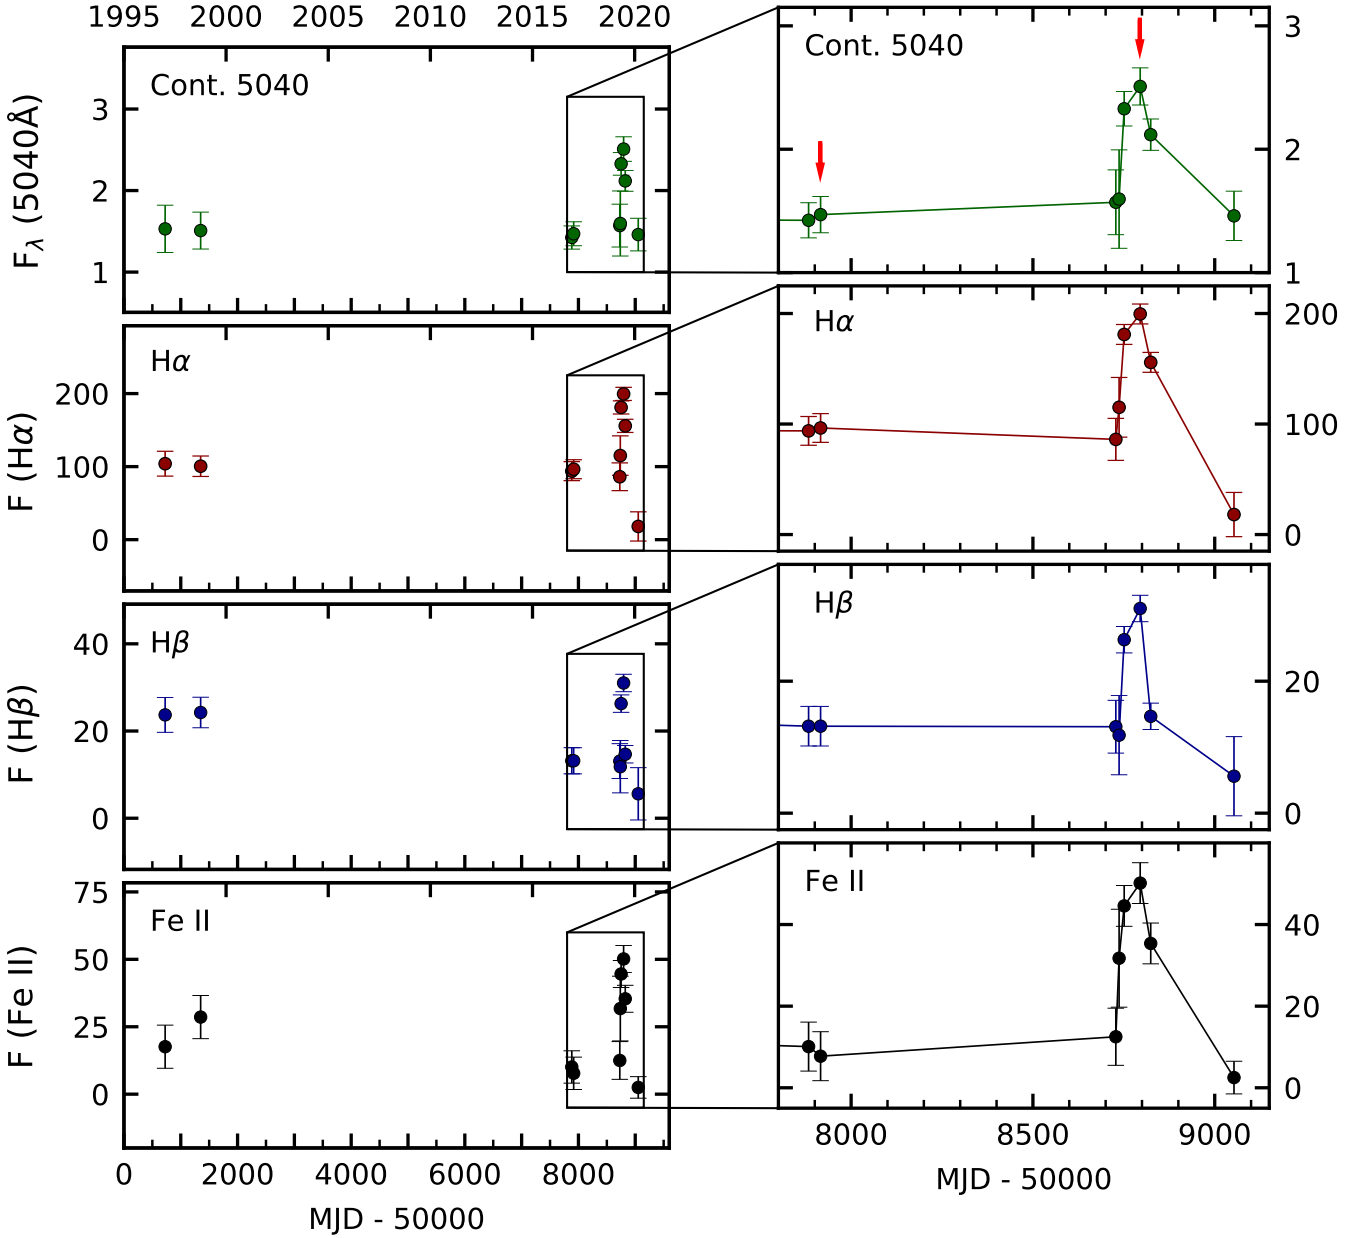 1995 2000 2005 2010 2015 2020
Cont. 5040
F_λ (5040Å)
3
2
1
Cont. 5040
3
2
1
Hα
F (Hα)
200
100
0
Hα
200
100
0
Hβ
F (Hβ)
40
20
0
Hβ
20
0
Fe II
F (Fe II)
75
50
25
0
Fe II
40
20
0
0 2000 4000 6000 8000
MJD - 50000
8000 8500 9000
MJD - 50000